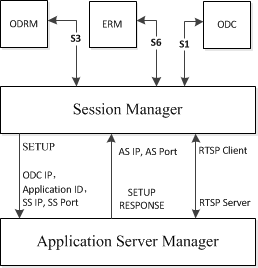 ODRM
ERM
ODC
S3
S6
S1
Session Manager
SETUP
ODC IP,
Application ID,
SS IP, SS Port
AS IP, AS Port
SETUP
RESPONSE
RTSP Client
RTSP Server
Application Server Manager